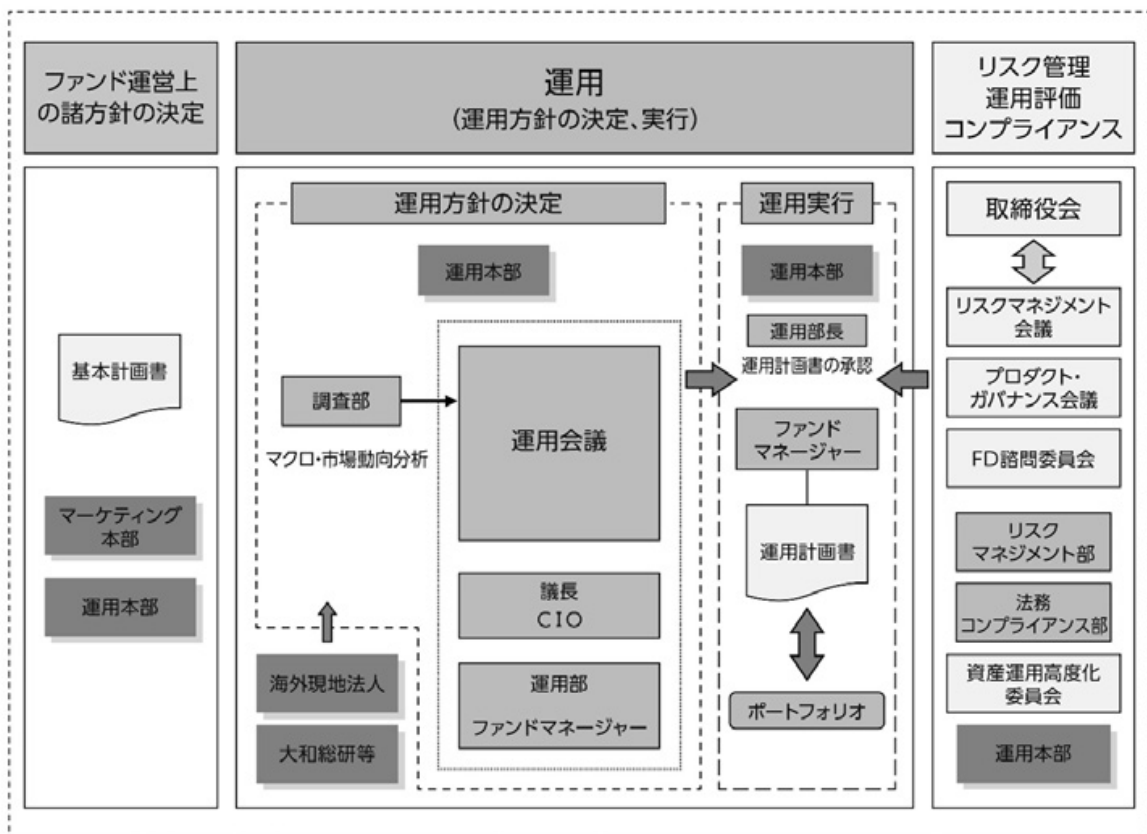 ファンド運営上
の諸方針の決定
基本計画書
マーケティング
本部
運用本部
運用
(運用方針の決定、実行)
運用方針の決定
運用本部
調査部
マクロ・市場動向分析
運用会議
議長
CIO
運用部
ファンドマネージャー
海外現地法人
大和総研等
運用実行
運用本部
運用部長
運用計画書の承認
ファンド
マネージャー
運用計画書
ポートフォリオ
リスク管理
運用評価
コンプライアンス
取締役会
リスクマネジメント
会議
プロダクト・
ガバナンス会議
FD諮問委員会
リスク
マネジメント部
法務
コンプライアンス部
資産運用高度化
委員会
運用本部